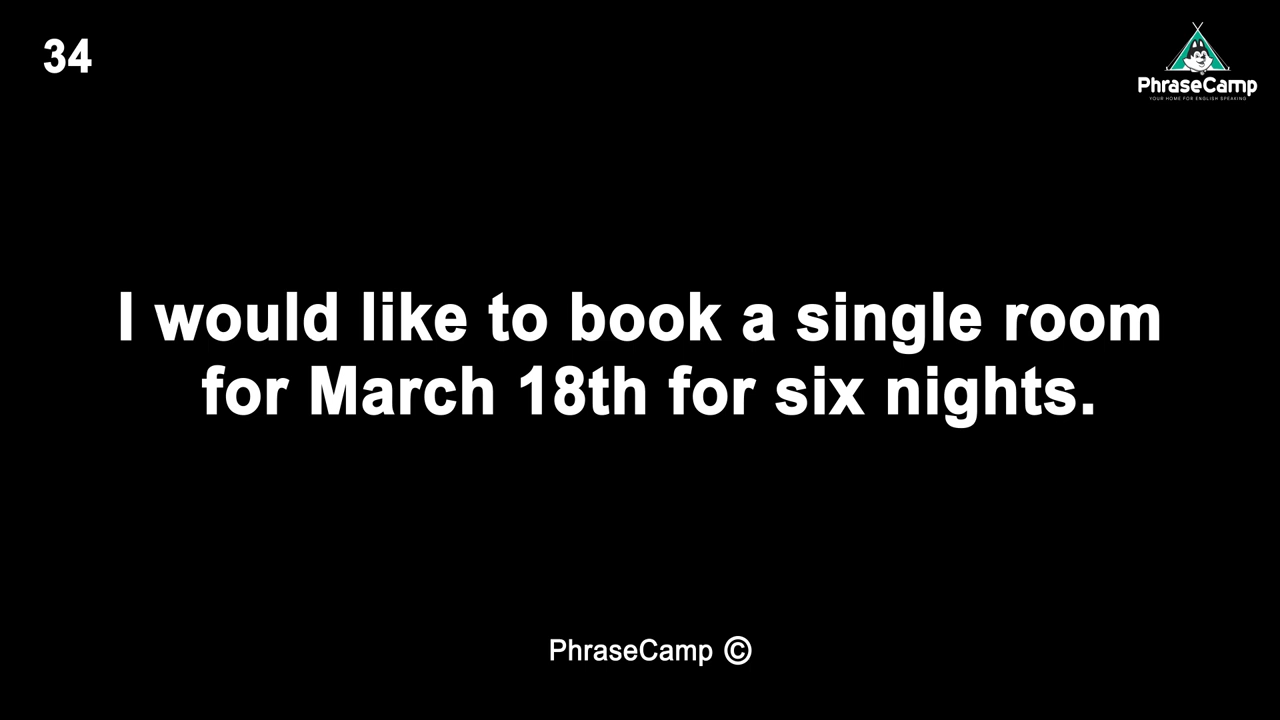 34
PhraseCamp
YOUR HOME FOR ENGLISH SPEAKING
I would like to book a single room
for March 18th for six nights.
PhraseCamp ©